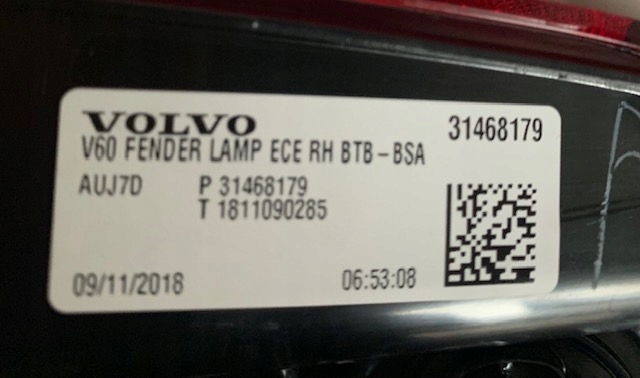 VOLVO 31468179
V60 FENDER LAMP ECE RH BTB-BSA
AUJ7D P 31468179
T 1811090285
09/11/2018 06:53:08